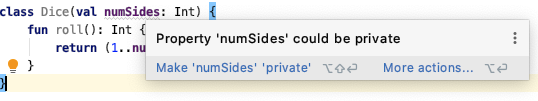 class Dice(val numSides: Int) {
fun roll(): Int {
return (1..nu
}
}
Property 'numSides' could be private
Make 'numSides' 'private' ⌥⇧⏎ More actions... ⌥⏎